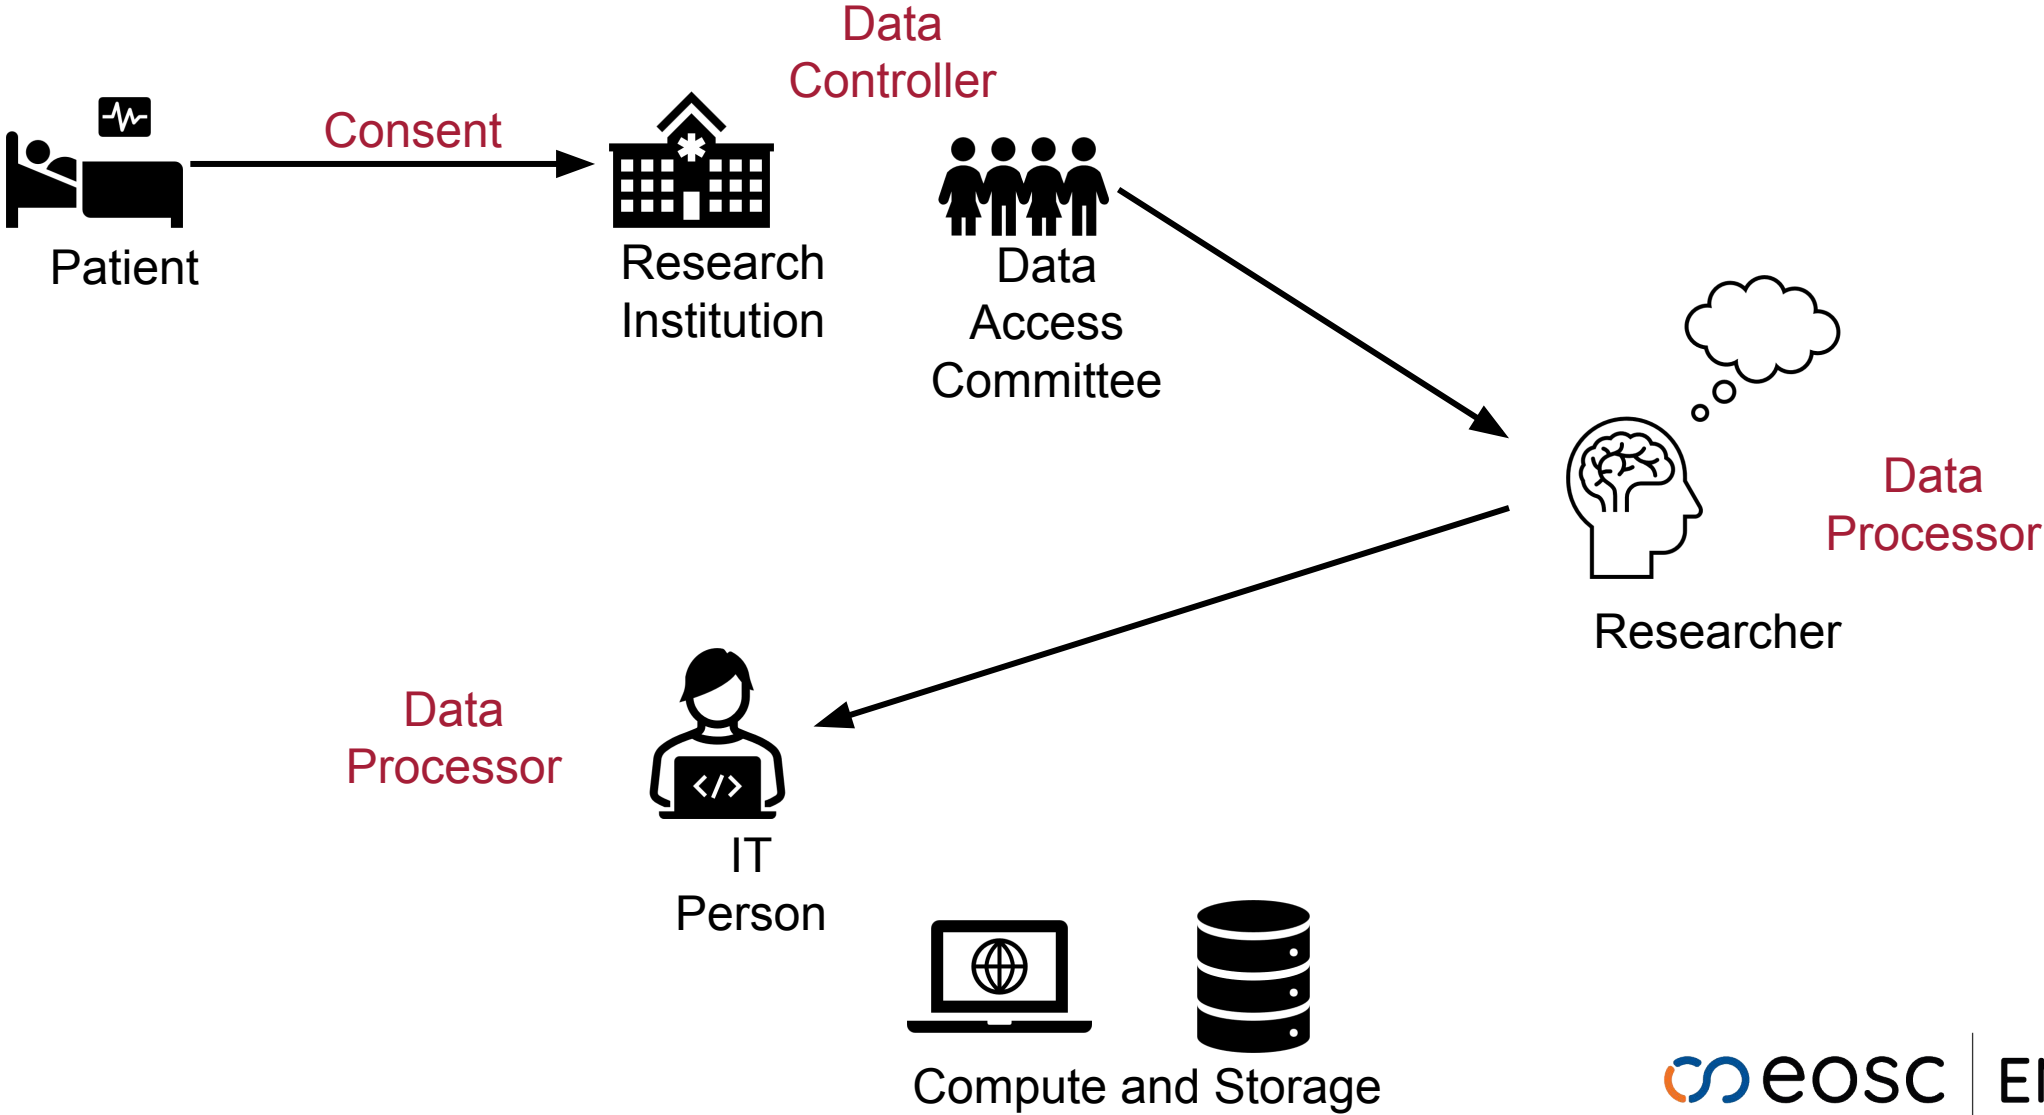 Data
Controller
Consent
Patient
Research
Institution
Data
Access
Committee
Data
Processor
Researcher
Data
Processor
</>
IT
Person
Compute and Storage
eosc